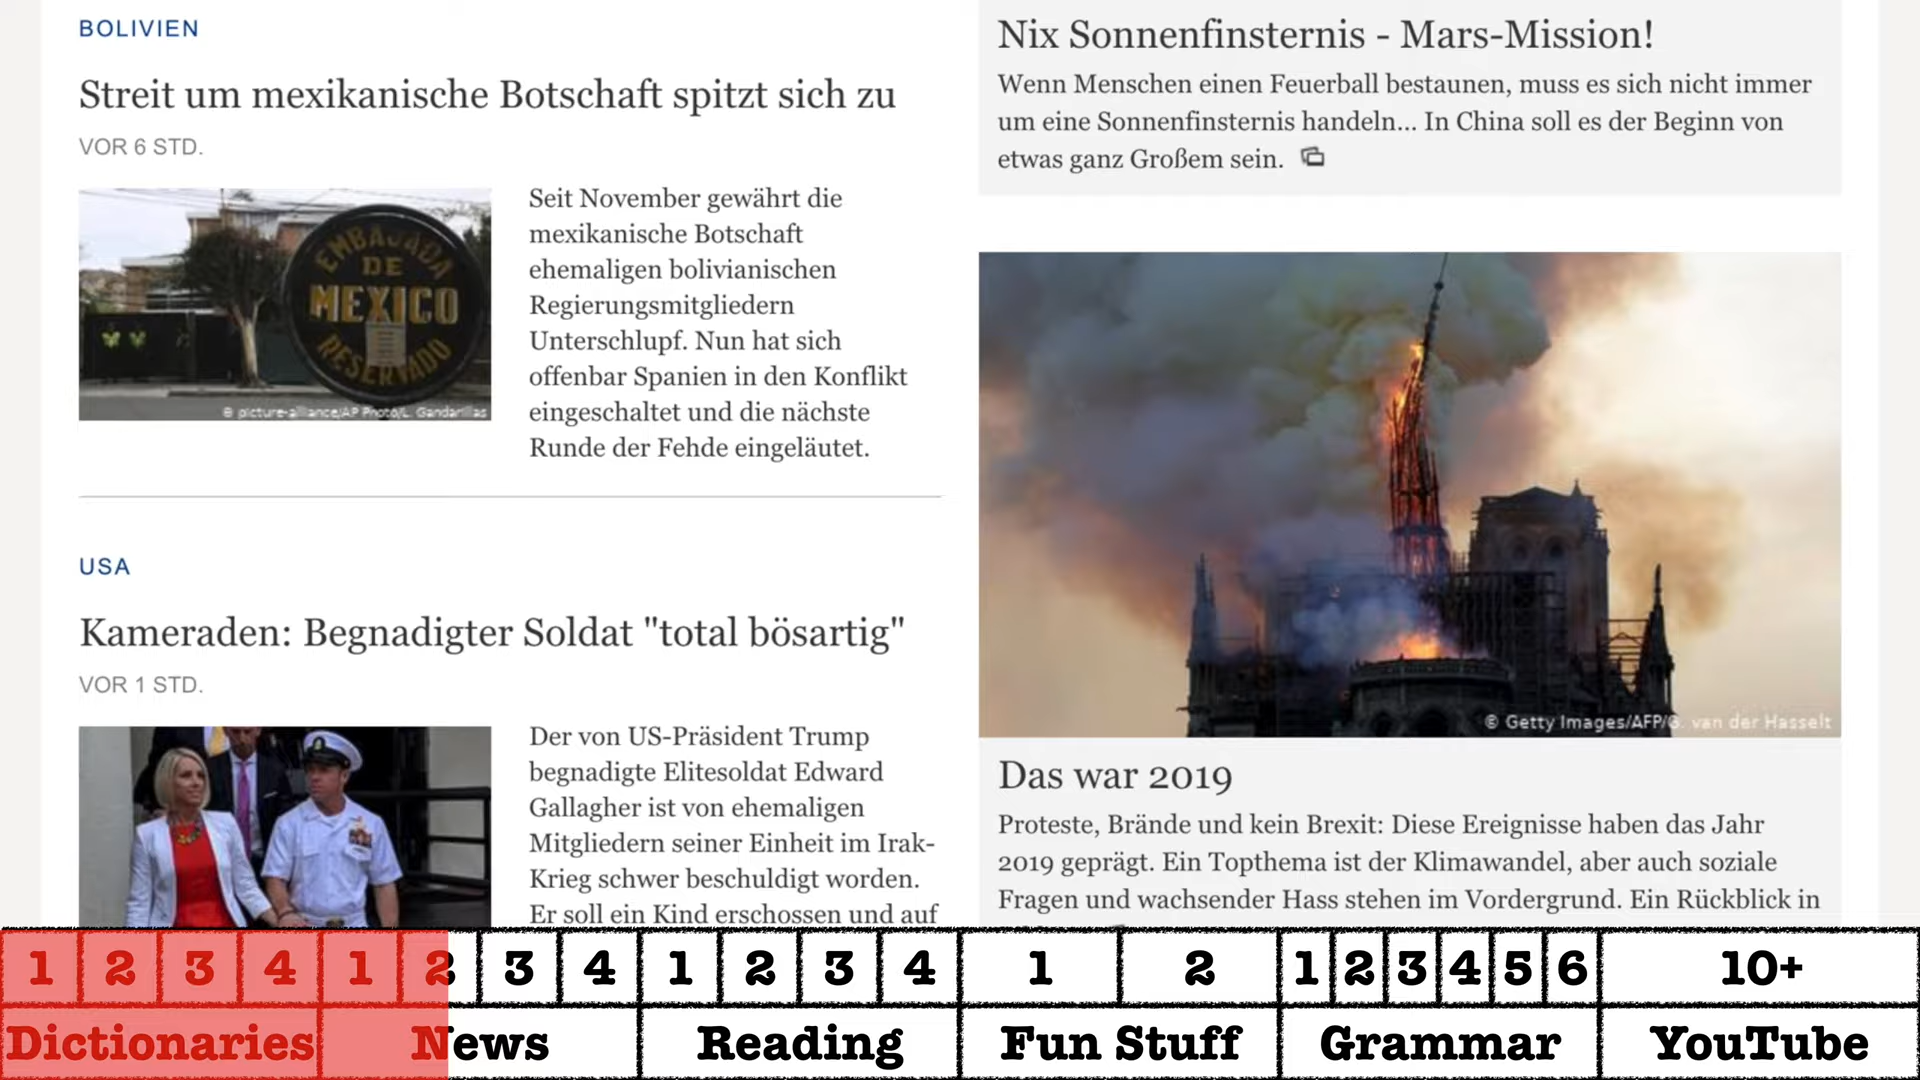 BOLIVIEN
Streit um mexikanische Botschaft spitzt sich zu
VOR 6 STD.
EMBAJADA
DE
MEXICO
RESERVADO
© picture-alliance/AP Photo/L. Gandarillas
Seit November gewährt die
mexikanische Botschaft
ehemaligen bolivianischen
Regierungsmitgliedern
Unterschlupf. Nun hat sich
offenbar Spanien in den Konflikt
eingeschaltet und die nächste
Runde der Fehde eingeläutet.
USA
Kameraden: Begnadigter Soldat "total bösartig"
VOR 1 STD.
Der von US-Präsident Trump
begnadigte Elitesoldat Edward
Gallagher ist von ehemaligen
Mitgliedern seiner Einheit im Irak-
Krieg schwer beschuldigt worden.
Er soll ein Kind erschossen und auf
Nix Sonnenfinsternis - Mars-Mission!
Wenn Menschen einen Feuerball bestaunen, muss es sich nicht immer
um eine Sonnenfinsternis handeln... In China soll es der Beginn von
etwas ganz Großem sein.
© Getty Images/AFP/G. van der Hasselt
Das war 2019
Proteste, Brände und kein Brexit: Diese Ereignisse haben das Jahr
2019 geprägt. Ein Topthema ist der Klimawandel, aber auch soziale
Fragen und wachsender Hass stehen im Vordergrund. Ein Rückblick in
1 2 3 4 1 2 3 4 1 2 3 4 1 2 1 2 3 4 5 6 10+
Dictionaries News Reading Fun Stuff Grammar YouTube